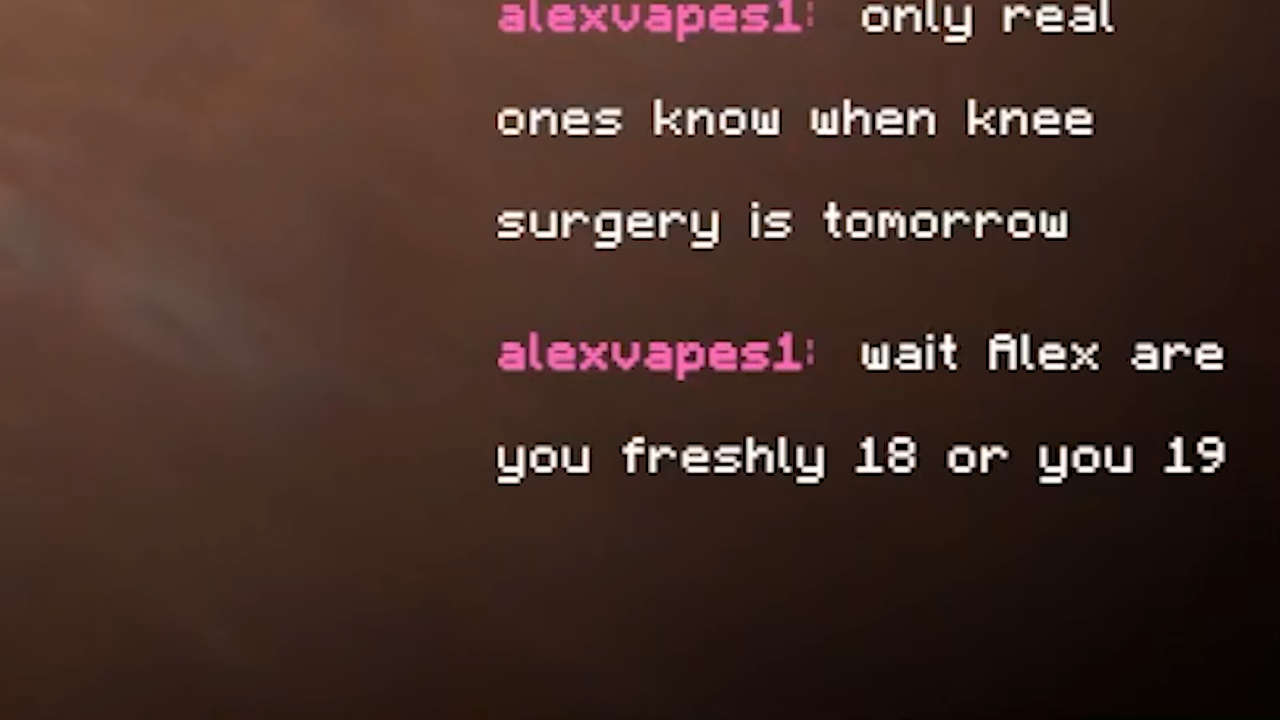 alexvapes1: only real
ones know when knee
surgery is tomorrow
alexvapes1: wait Alex are
you freshly 18 or you 19